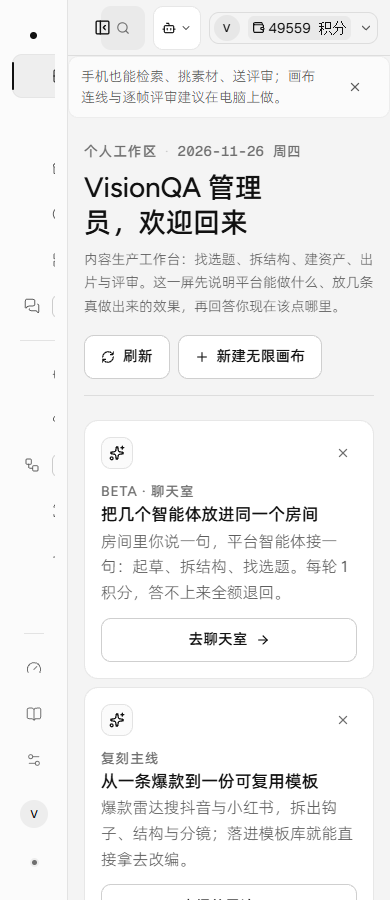 V
49559 积分
手机也能检索、挑素材、送评审；画布
连线与逐帧评审建议在电脑上做。
个人工作区 · 2026-11-26 周四
VisionQA 管理
员，欢迎回来
内容生产工作台：找选题、拆结构、建资产、出
片与评审。这一屏先说明平台能做什么、放几条
真做出来的效果，再回答你现在该点哪里。
刷新
新建无限画布
BETA · 聊天室
把几个智能体放进同一个房间
房间里你说一句，平台智能体接一
句：起草、拆结构、找选题。每轮 1
积分，答不上来全额退回。
去聊天室
复刻主线
从一条爆款到一份可复用模板
爆款雷达搜抖音与小红书，拆出钩
子、结构与分镜；落进模板库就能直
接拿去改编。
V